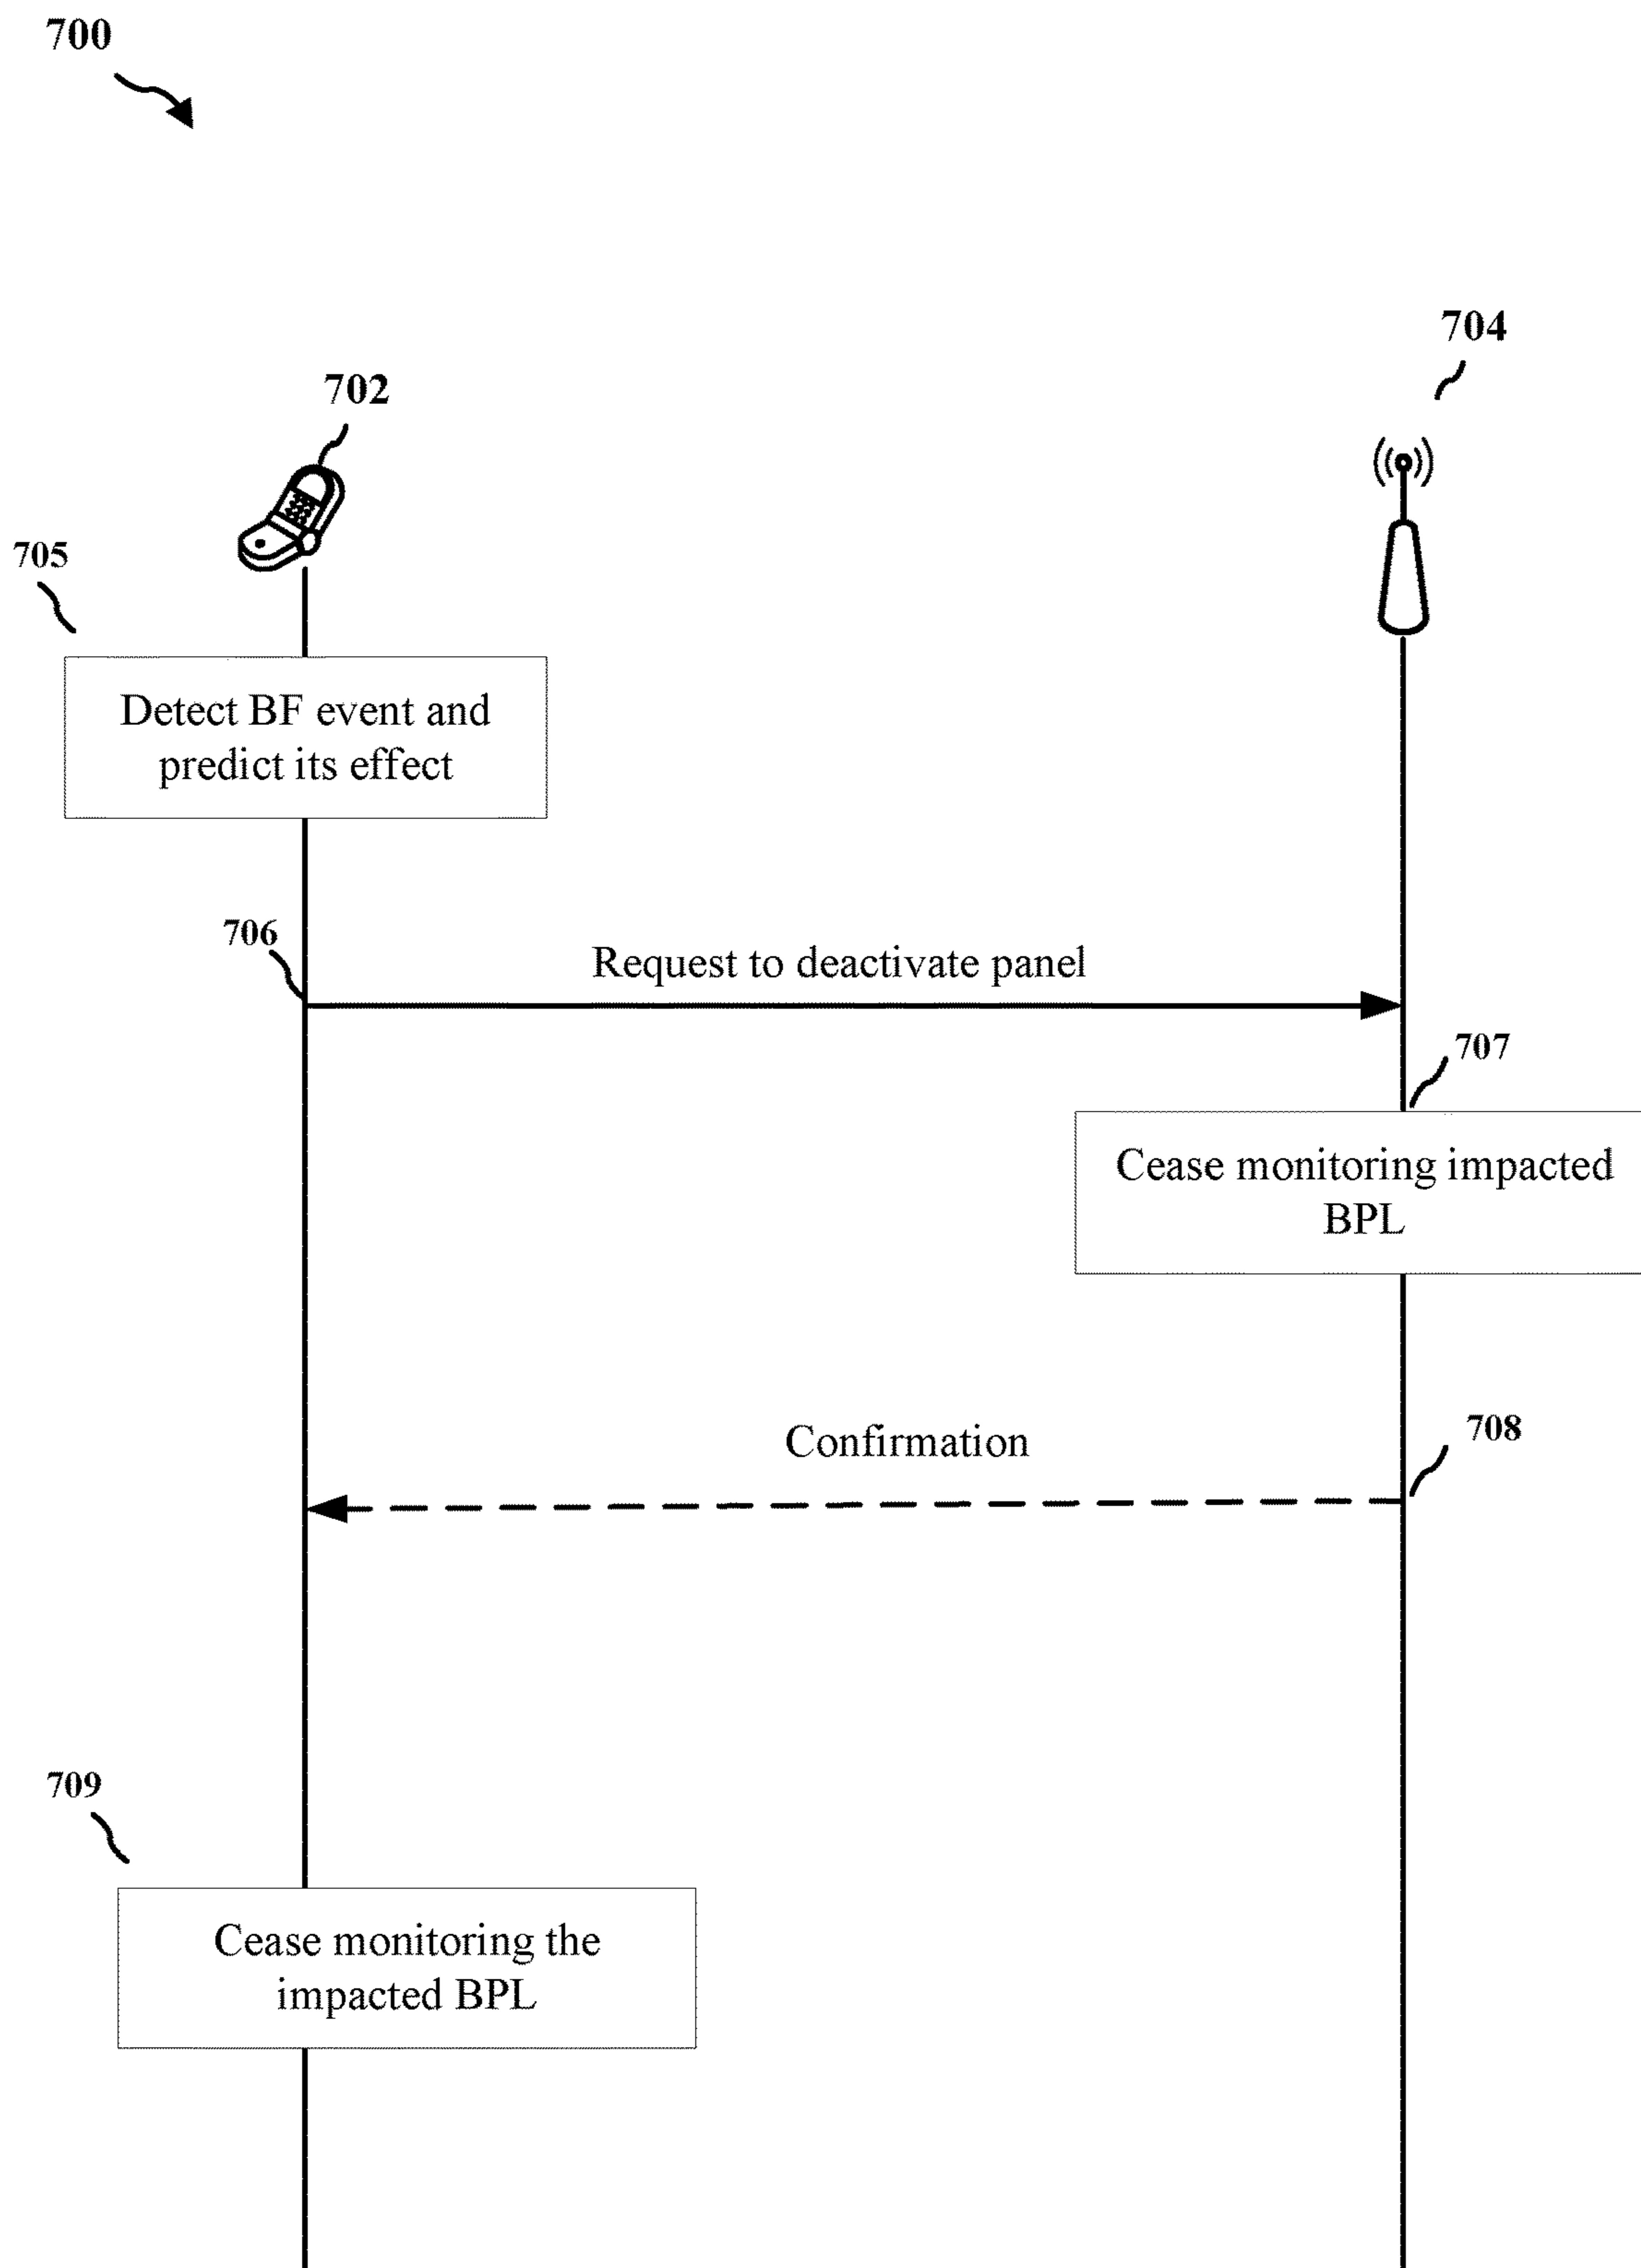 700
704
702
705
Detect BF event and
predict its effect
706
Request to deactivate panel
707
Cease monitoring impacted
BPL
Confirmation
708
709
Cease monitoring the
impacted BPL